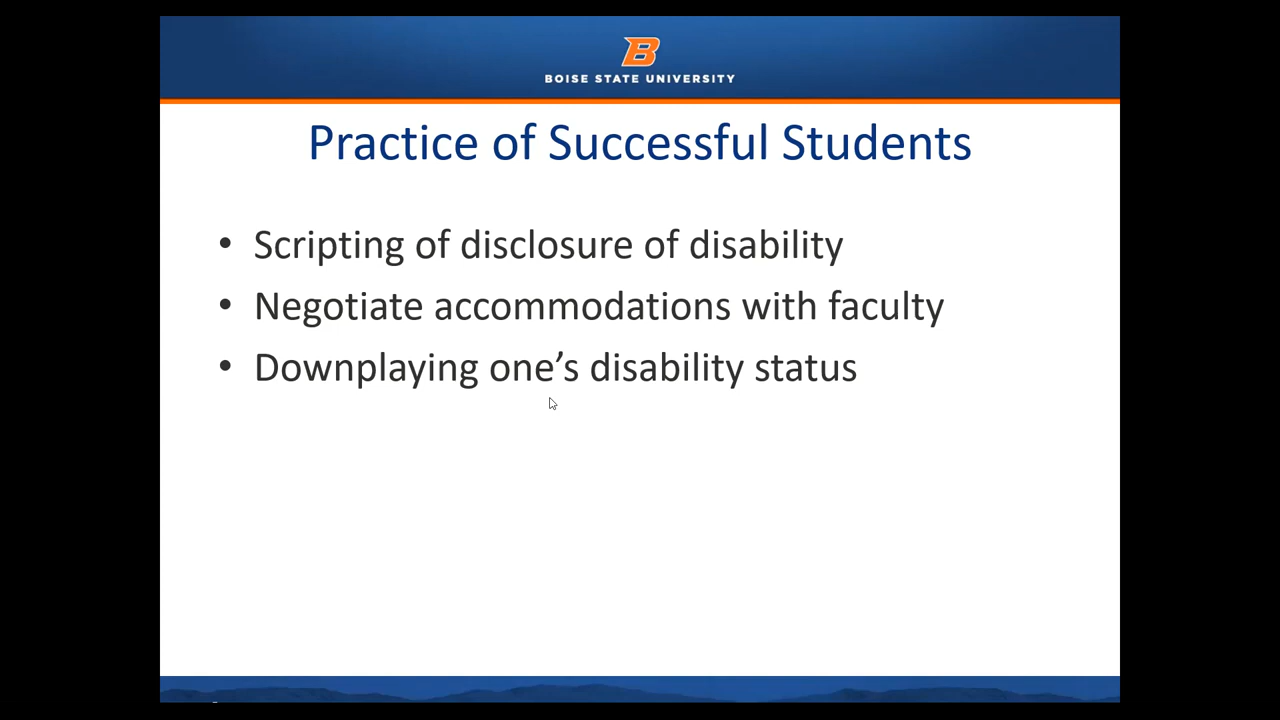 B
BOISE STATE UNIVERSITY
Practice of Successful Students
• Scripting of disclosure of disability
• Negotiate accommodations with faculty
• Downplaying one’s disability status